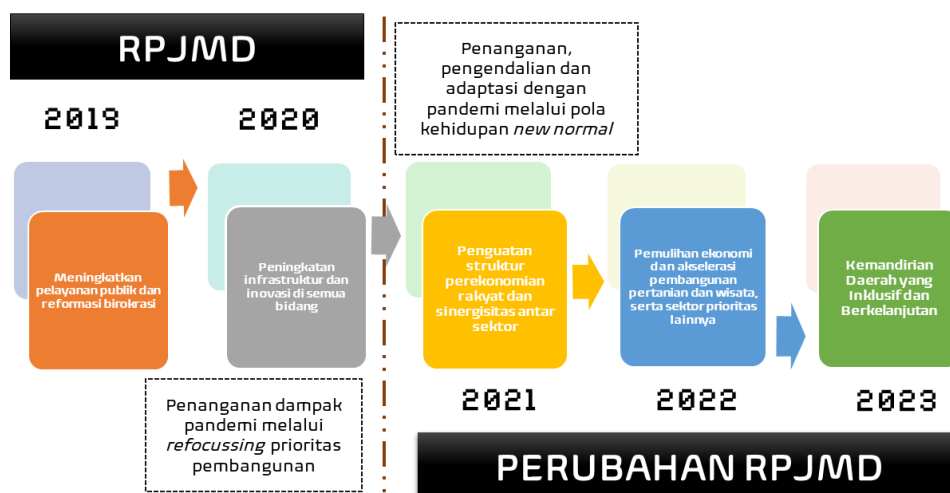 RPJMD
2019
2020
Penanganan,
pengendalian dan
adaptasi dengan
pandemi melalui pola
kehidupan new normal
Meningkatkan
pelayanan publik dan
reformasi birokrasi
Peningkatan
infrastruktur dan
inovasi di semua
bidang
Penguatan
struktur
perekonomian
rakyat dan
sinergisitas antar
sektor
Pemulihan ekonomi
dan akselerasi
pembangunan
pertanian dan wisata,
serta sektor prioritas
lainnya
Kemandirian
Daerah yang
Inklusif dan
Berkelanjutan
Penanganan dampak
pandemi melalui
refocussing prioritas
pembangunan
2021
2022
2023
PERUBAHAN RPJMD